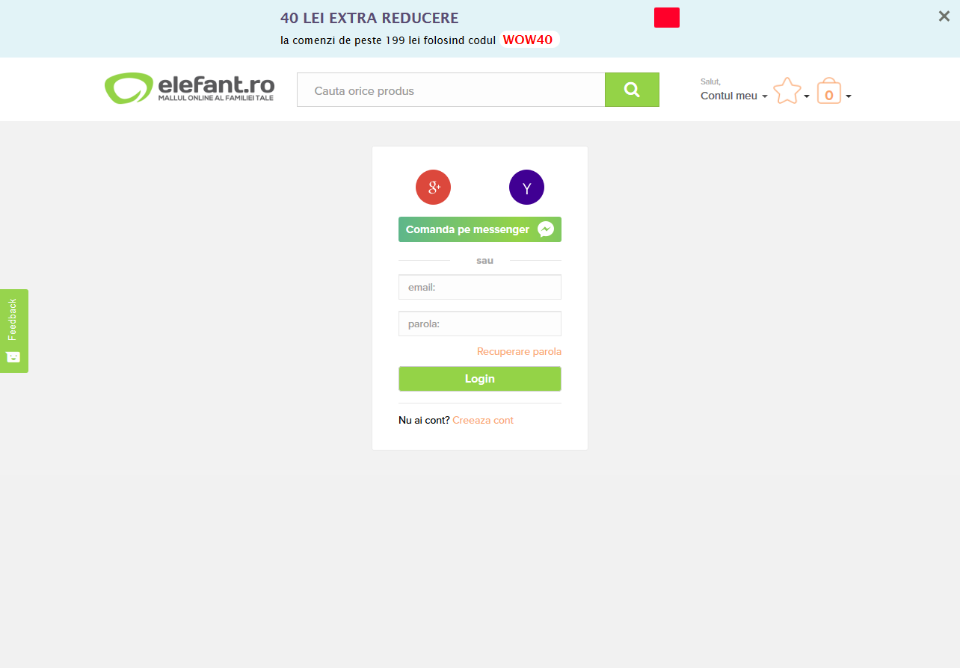 40 LEI EXTRA REDUCERE
la comenzi de peste 199 lei folosind codul WOW40
elefant.ro
MALLUL ONLINE AL FAMILIEI TALE
Cauta orice produs
Salut,
Contul meu
0
g+
Y
Comanda pe messenger
sau
email:
parola:
Recuperare parola
Login
Nu ai cont? Creeaza cont
Feedback